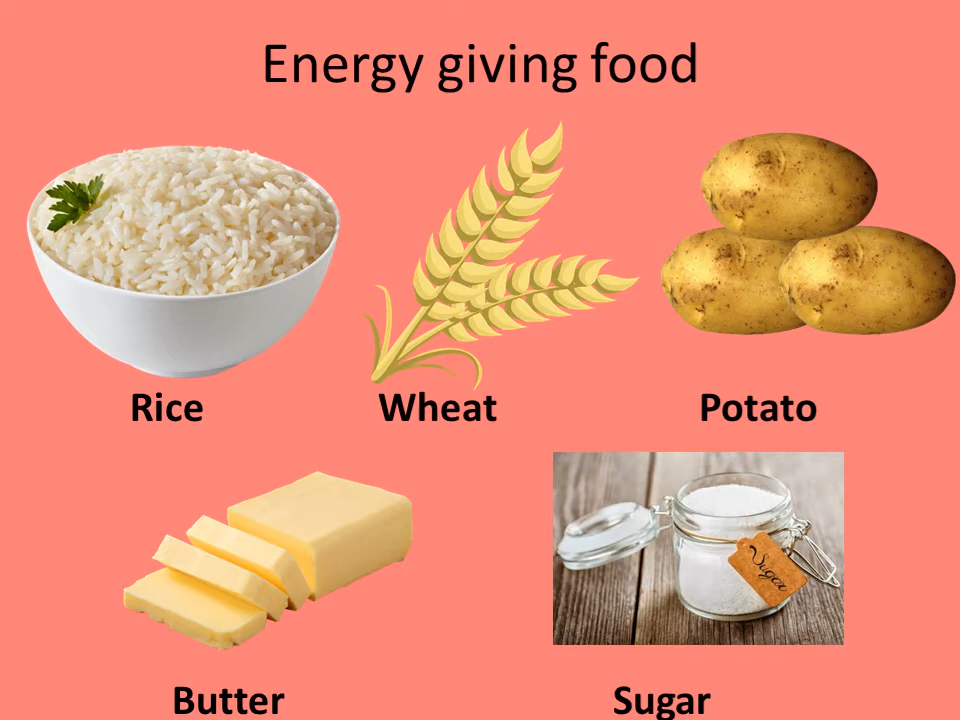 Energy giving food
Rice
Wheat
Potato
Sugar
Butter
Sugar